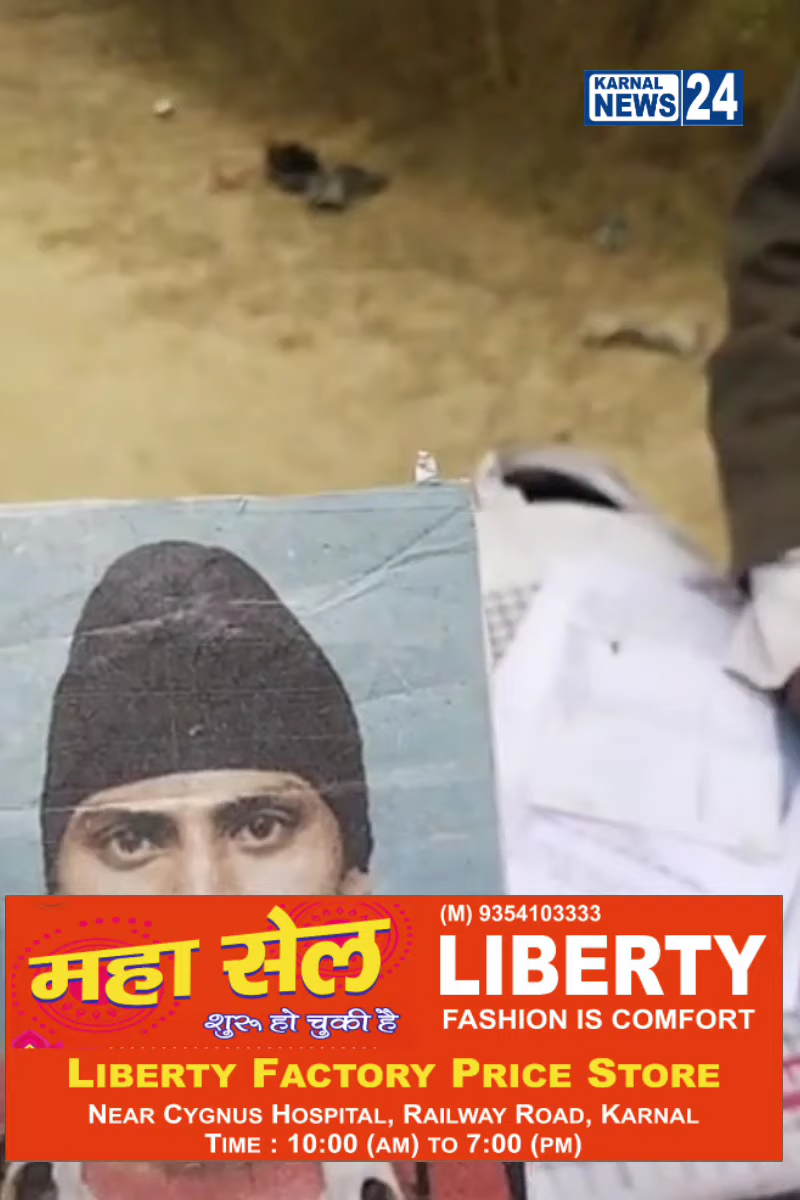 KARNAL
NEWS 24
महा सेल
शुरू हो चुकी है
(M) 9354103333
LIBERTY
FASHION IS COMFORT
LIBERTY FACTORY PRICE STORE
NEAR CYGNUS HOSPITAL, RAILWAY ROAD, KARNAL
TIME : 10:00 (AM) TO 7:00 (PM)